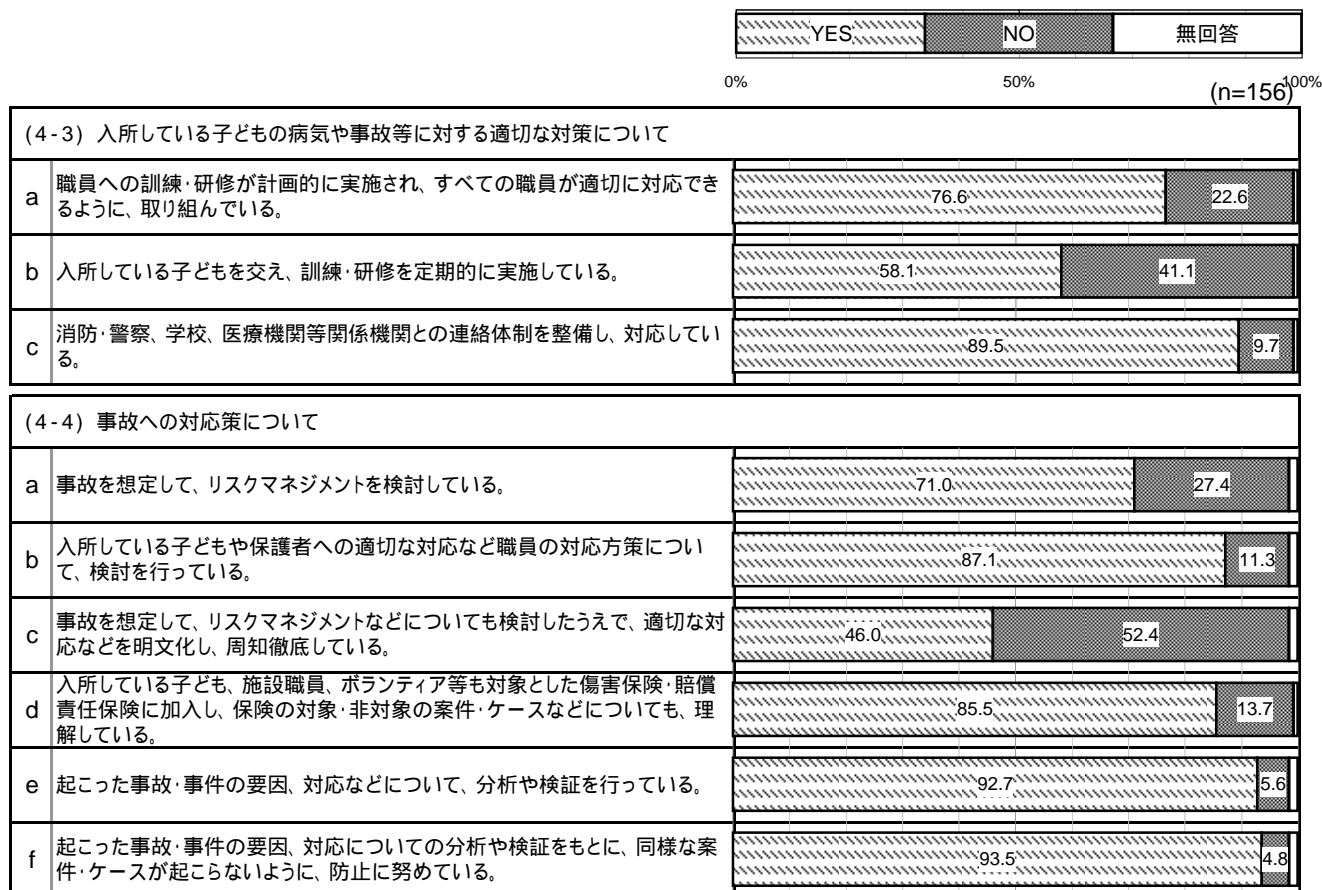 YES NO 無回答
0% 50% 100%
(n=156)
(4-3) 入所している子どもの病気や事故等に対する適切な対策について
a 職員への訓練・研修が計画的に実施され、すべての職員が適切に対応でき
るように、取り組んでいる。
76.6 22.6
b 入所している子どもを交え、訓練・研修を定期的に実施している。
58.1 41.1
c 消防・警察、学校、医療機関等関係機関との連絡体制を整備し、対応してい
る。
89.5 9.7
(4-4) 事故への対応策について
a 事故を想定して、リスクマネジメントを検討している。
71.0 27.4
b 入所している子どもや保護者への適切な対応など職員の対応方策につい
て、検討を行っている。
87.1 11.3
c 事故を想定して、リスクマネジメントなどについても検討したうえで、適切な対
応などを明文化し、周知徹底している。
46.0 52.4
d 入所している子ども、施設職員、ボランティア等も対象とした傷害保険・賠償
責任保険に加入し、保険の対象・非対象の案件・ケースなどについても、理
解している。
85.5 13.7
e 起こった事故・事件の要因、対応などについて、分析や検証を行っている。
92.7 5.6
f 起こった事故・事件の要因、対応についての分析や検証をもとに、同様な案
件・ケースが起こらないように、防止に努めている。
93.5 4.8